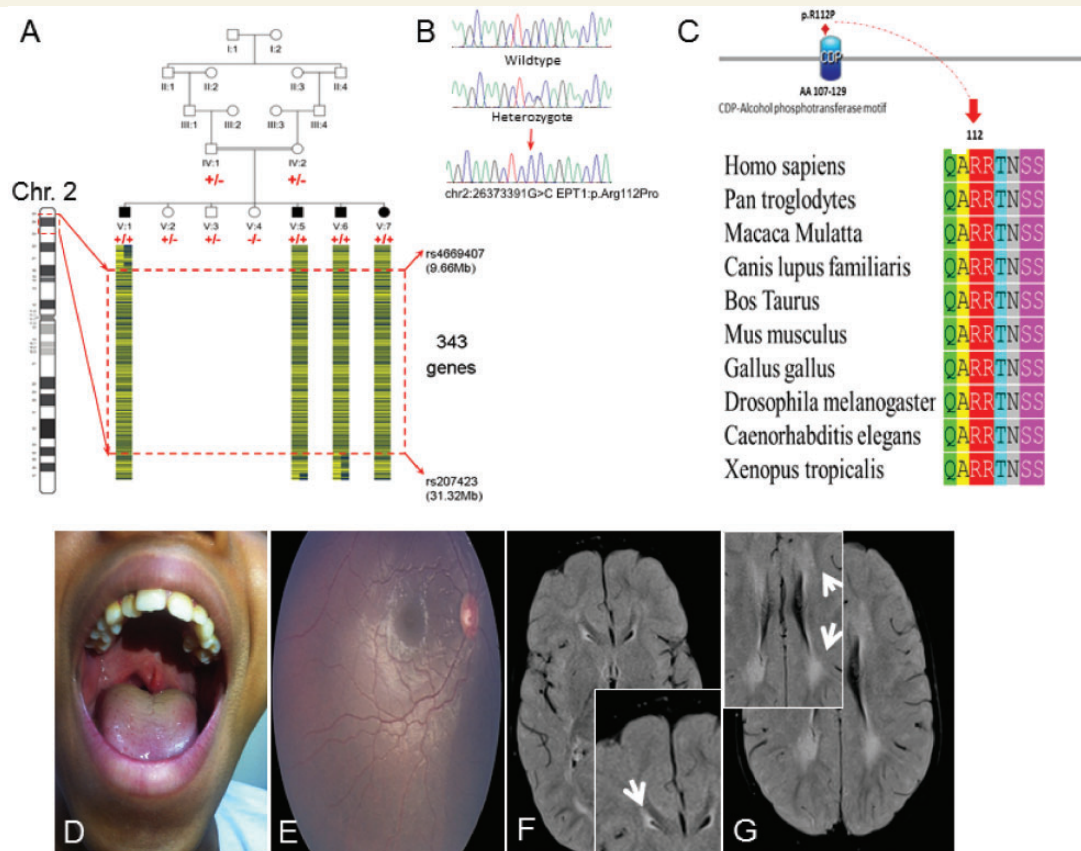 A
I:1 I:2
II:1 II:2 II:3 II:4
III:1 III:2 III:3 III:4
IV:1 IV:2
+/- +/-
Chr. 2
V:1 V:2 V:3 V:4 V:5 V:6 V:7
+/+ +/- +/- -/- +/+ +/+ +/+
rs4669407
(9.66Mb)
343
genes
rs207423
(31.32Mb)
B
Wildtype
Heterozygote
chr2:26373391G>C EPT1:p.Arg112Pro
C
p.R112P
CDP
AA 107-129
CDP-Alcohol phosphotransferase motif
112
Homo sapiens QARRTNSS
Pan troglodytes QARRTNSS
Macaca Mulatta QARRTNSS
Canis lupus familiaris QARRTNSS
Bos Taurus QARRTNSS
Mus musculus QARRTNSS
Gallus gallus QARRTNSS
Drosophila melanogaster QARRTNSS
Caenorhabditis elegans QARRTNSS
Xenopus tropicalis QARRTNSS
D E F G